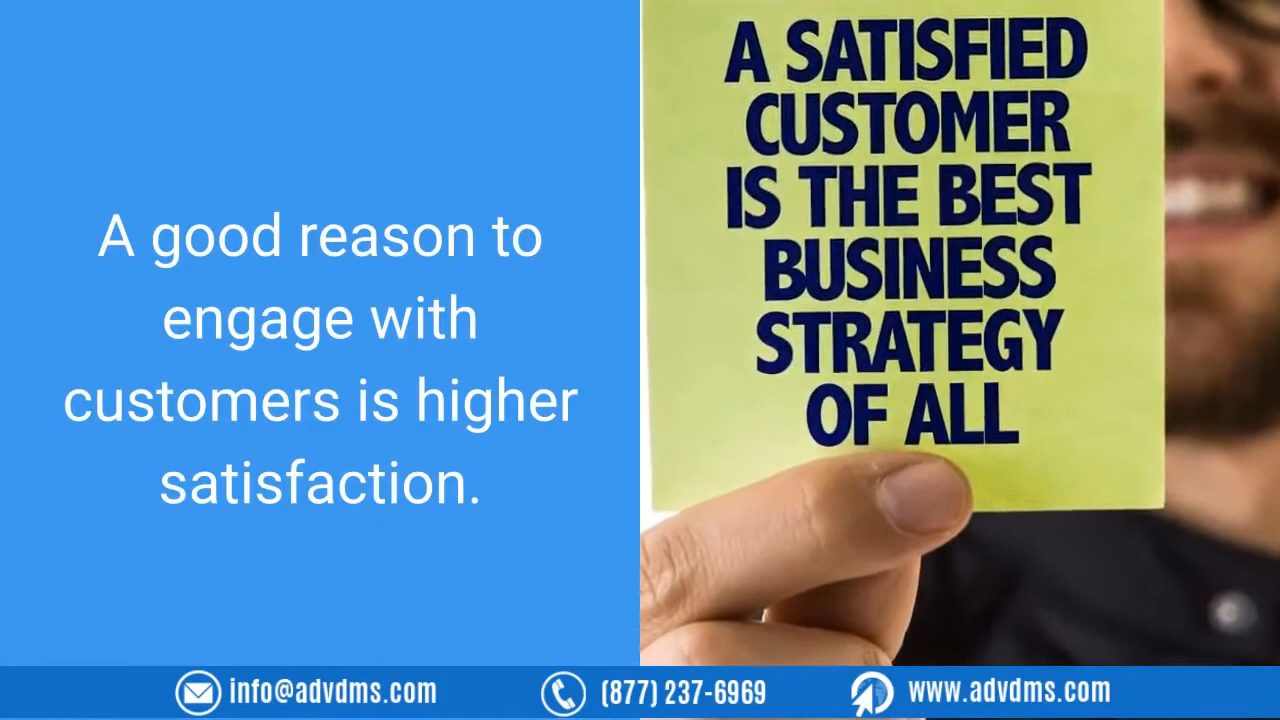 A good reason to
engage with
customers is higher
satisfaction.
A SATISFIED
CUSTOMER
IS THE BEST
BUSINESS
STRATEGY
OF ALL
info@advdms.com
(877) 237-6969
www.advdms.com